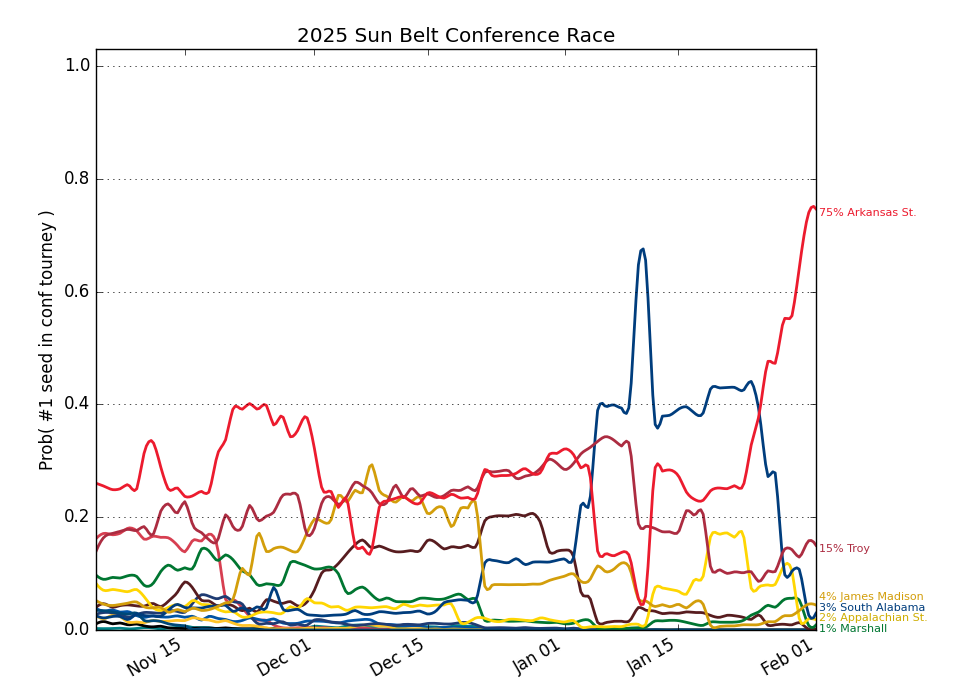 2025 Sun Belt Conference Race
Prob( #1 seed in conf tourney )
1.0
0.8
0.6
0.4
0.2
0.0
Nov 15
Dec 01
Dec 15
Jan 01
Jan 15
Feb 01
75% Arkansas St.
15% Troy
4% James Madison
3% South Alabama
2% Appalachian St.
1% Marshall